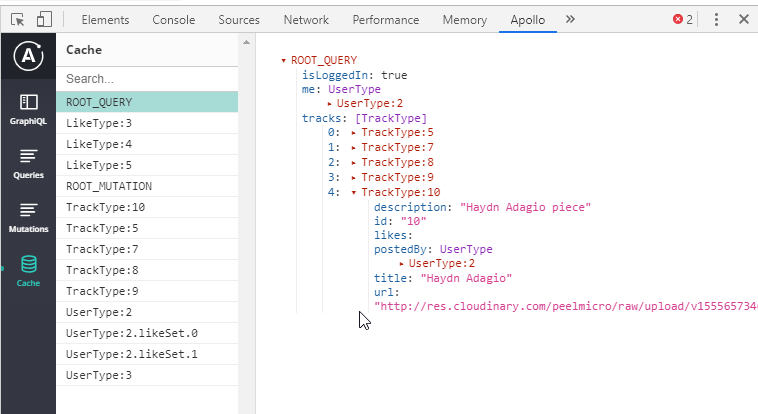 Elements Console Sources Network Performance Memory Apollo » 2
Cache
Search...
ROOT_QUERY
LikeType:3
LikeType:4
LikeType:5
ROOT_MUTATION
TrackType:10
TrackType:5
TrackType:7
TrackType:8
TrackType:9
UserType:2
UserType:2.likeSet.0
UserType:2.likeSet.1
UserType:3
GraphiQL
Queries
Mutations
Cache
ROOT_QUERY
isLoggedIn: true
me: UserType
UserType:2
tracks: [TrackType]
0: TrackType:5
1: TrackType:7
2: TrackType:8
3: TrackType:9
4: TrackType:10
description: "Haydn Adagio piece"
id: "10"
likes:
postedBy: UserType
UserType:2
title: "Haydn Adagio"
url:
"http://res.cloudinary.com/peelmicro/raw/upload/v155565734